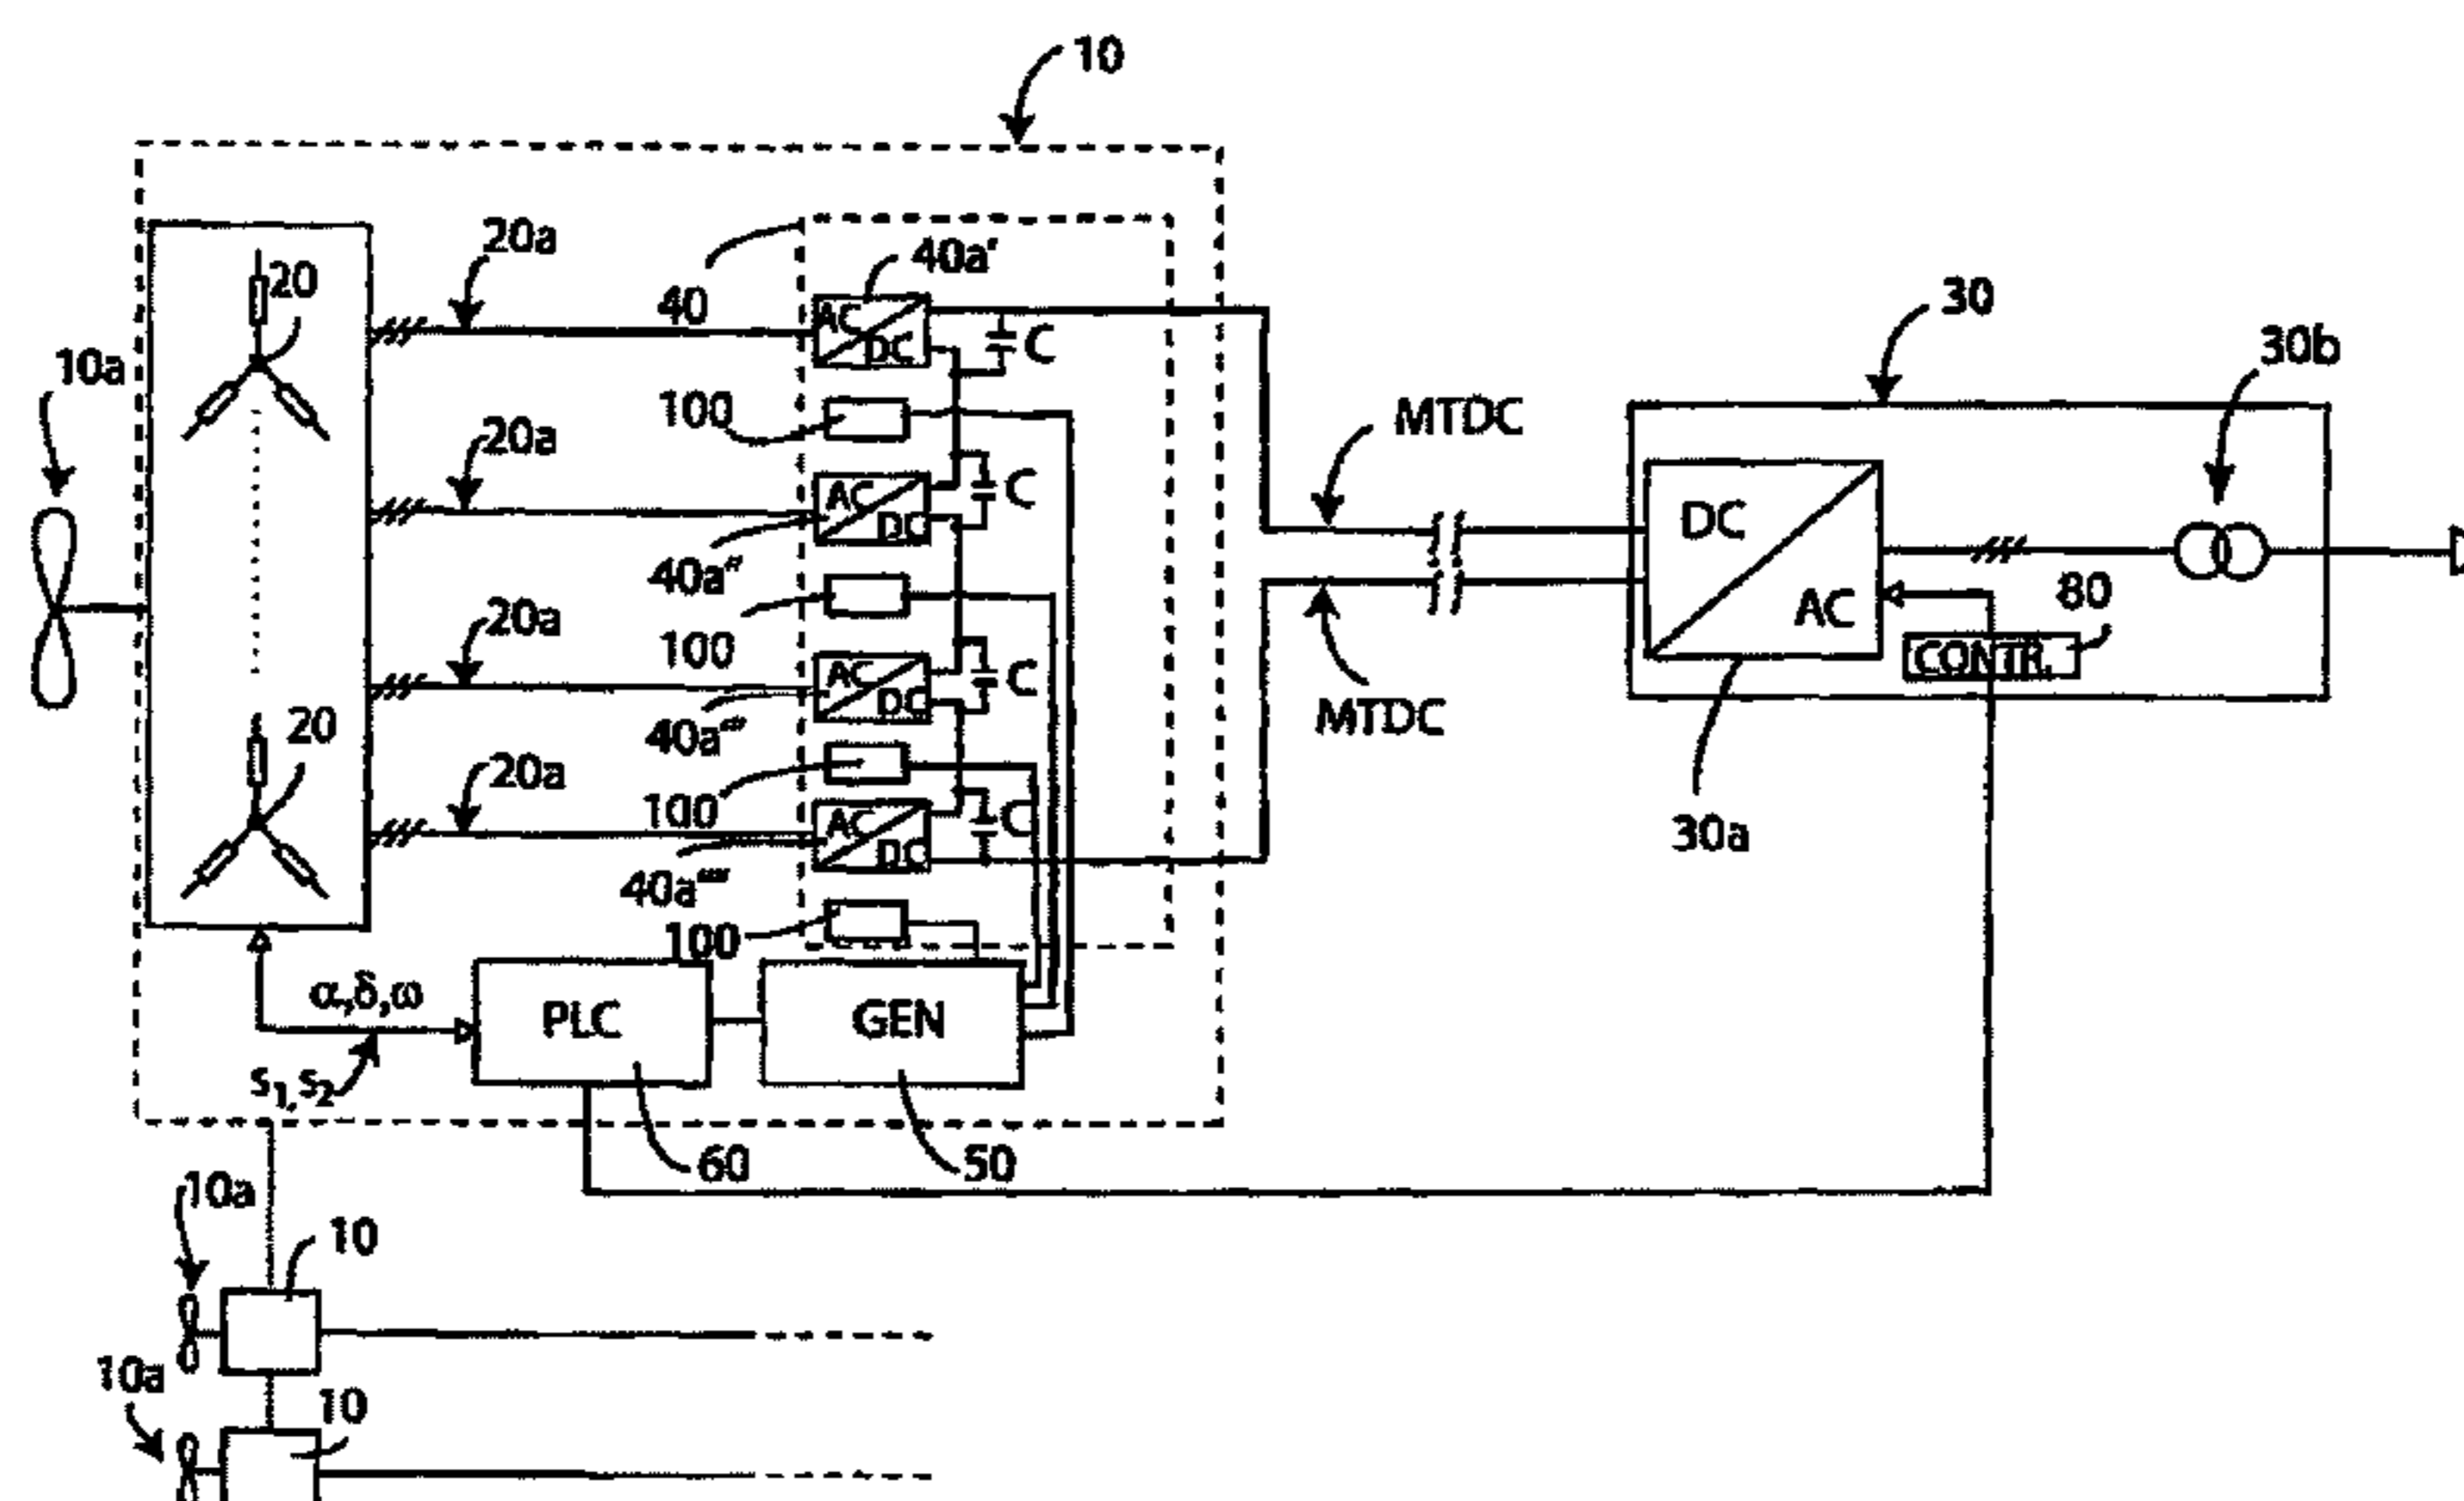 10
20a
40a'
20
40
AC
DC
C
30
30b
10a
100
MTDC
20a
AC
DC
C
DC
AC
40a''
80
20a
100
CONTR.
AC
DC
C
MTDC
40a'''
20
20a
100
AC
DC
C
30a
40a''''
100
α,δ,ω
PLC
GEN
s1,s2
60
50
10a
10
10a
10